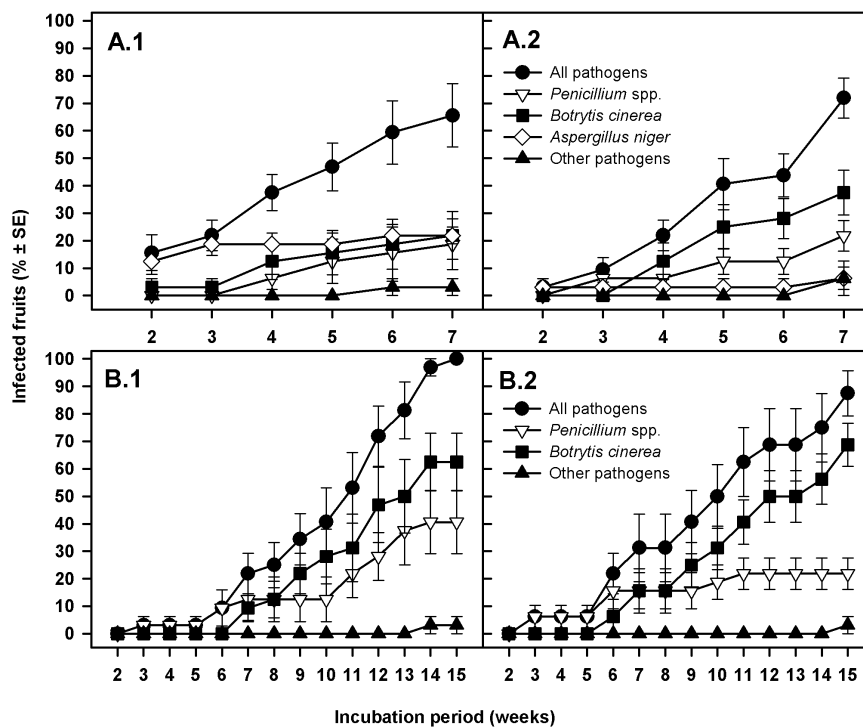 A.1
A.2
100
90
80
70
60
50
40
30
20
10
0
All pathogens
Penicillium spp.
Botrytis cinerea
Aspergillus niger
Other pathogens
2 3 4 5 6 7
2 3 4 5 6 7
Infected fruits (% ± SE)
B.1
B.2
100
90
80
70
60
50
40
30
20
10
0
All pathogens
Penicillium spp.
Botrytis cinerea
Other pathogens
2 3 4 5 6 7 8 9 10 11 12 13 14 15
2 3 4 5 6 7 8 9 10 11 12 13 14 15
Incubation period (weeks)